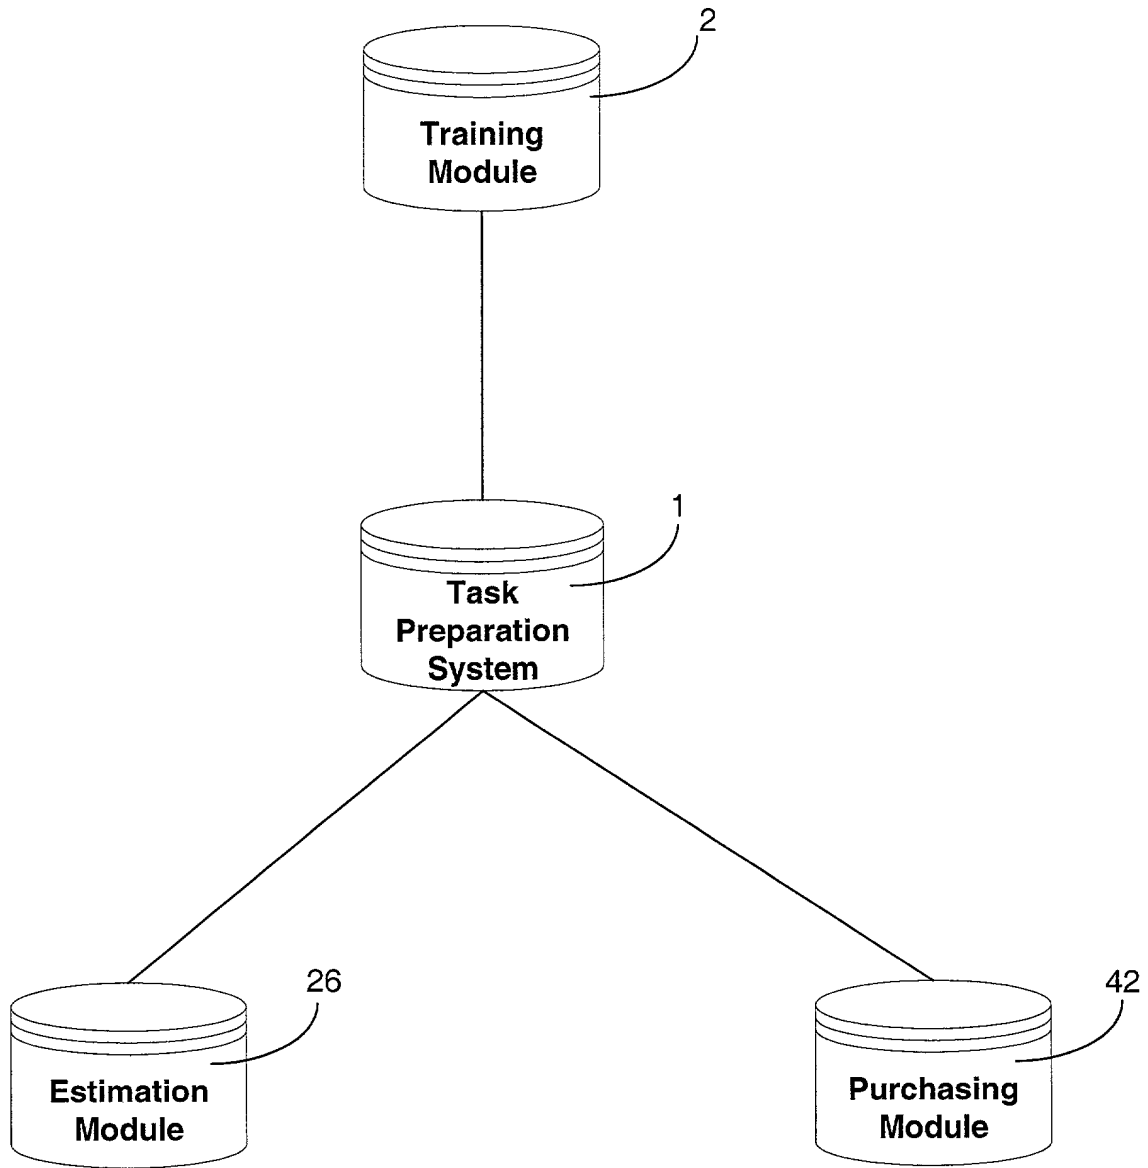 2
Training
Module
1
Task
Preparation
System
26
42
Estimation
Module
Purchasing
Module